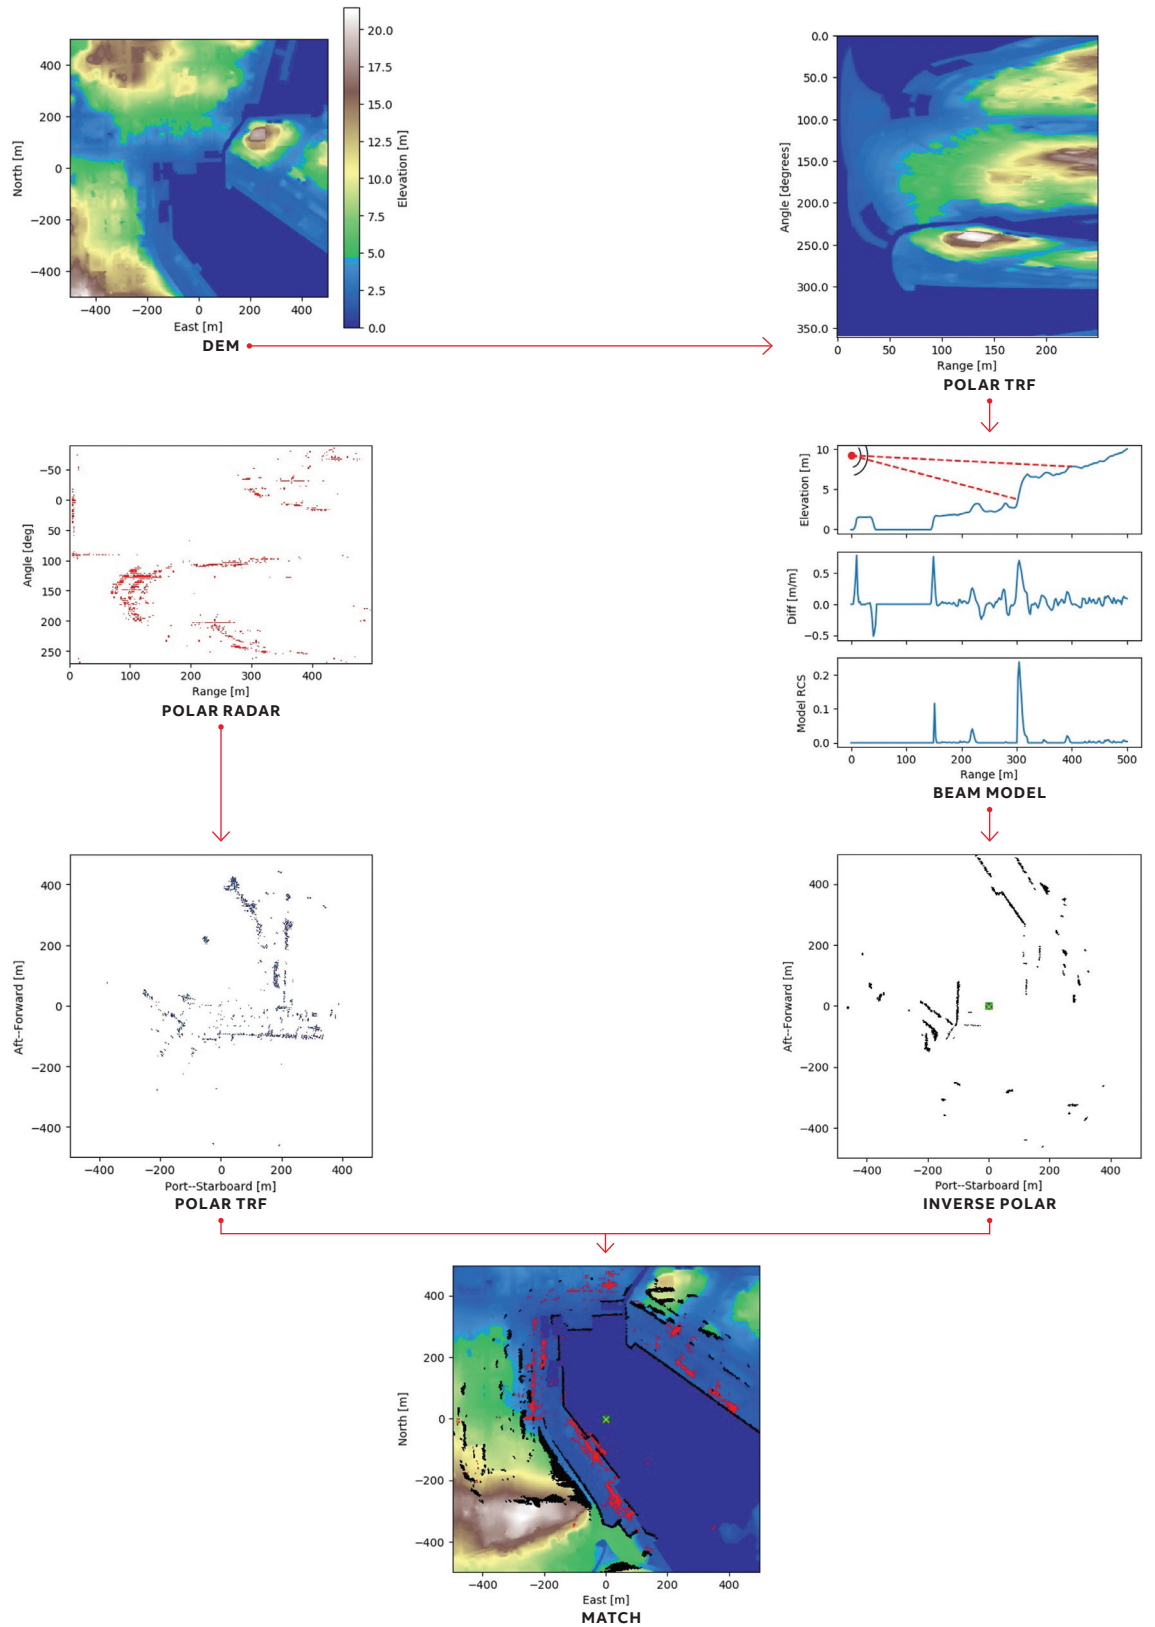 400
200
0
−200
−400
North [m]
−400 −200 0 200 400
East [m]
20.0
17.5
15.0
12.5
10.0
7.5
5.0
2.5
0.0
Elevation [m]
DEM
0.0
50.0
100.0
150.0
200.0
250.0
300.0
350.0
Angle [degrees]
0 50 100 150 200
Range [m]
POLAR TRF
−50
0
50
100
150
200
250
Angle [deg]
0 100 200 300 400
Range [m]
POLAR RADAR
10
5
0
Elevation [m]
0.5
0.0
−0.5
Diff [m/m]
0.2
0.1
0.0
Model RCS
0 100 200 300 400 500
Range [m]
BEAM MODEL
400
200
0
−200
−400
Aft--Forward [m]
−400 −200 0 200 400
Port--Starboard [m]
POLAR TRF
400
200
0
−200
−400
Aft--Forward [m]
−400 −200 0 200 400
Port--Starboard [m]
INVERSE POLAR
400
200
0
−200
−400
North [m]
−400 −200 0 200 400
East [m]
MATCH